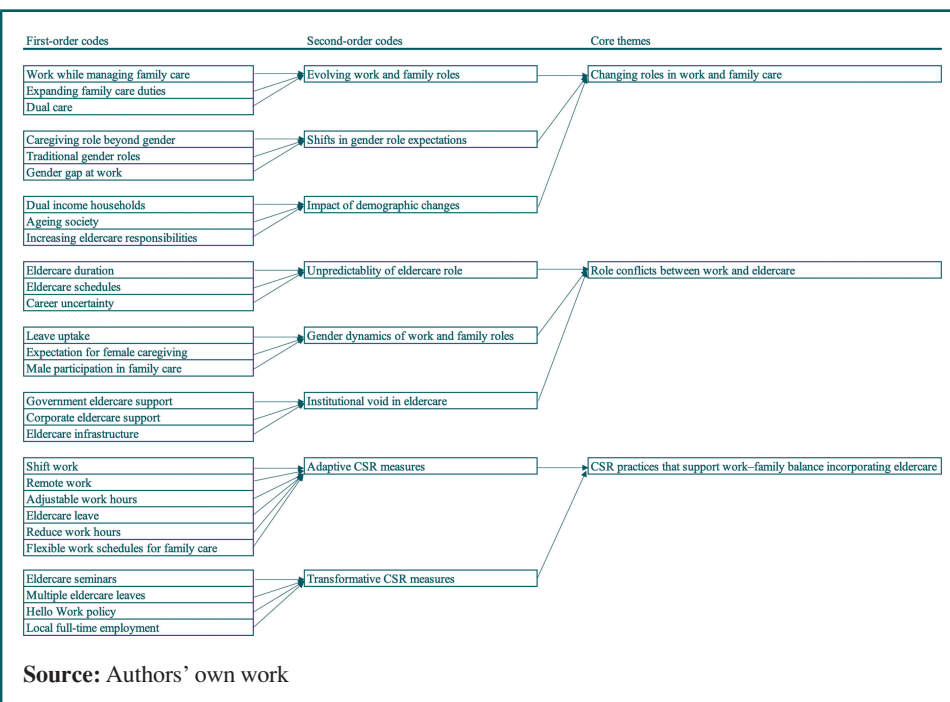 First-order codes Second-order codes Core themes
Work while managing family care Evolving work and family roles Changing roles in work and family care
Expanding family care duties
Dual care
Caregiving role beyond gender Shifts in gender role expectations
Traditional gender roles
Gender gap at work
Dual income households Impact of demographic changes
Ageing society
Increasing eldercare responsibilities
Eldercare duration Unpredictablity of eldercare role Role conflicts between work and eldercare
Eldercare schedules
Career uncertainty
Leave uptake Gender dynamics of work and family roles
Expectation for female caregiving
Male participation in family care
Government eldercare support Institutional void in eldercare
Corporate eldercare support
Eldercare infrastructure
Shift work Adaptive CSR measures CSR practices that support work–family balance incorporating eldercare
Remote work
Adjustable work hours
Eldercare leave
Reduce work hours
Flexible work schedules for family care
Eldercare seminars Transformative CSR measures
Multiple eldercare leaves
Hello Work policy
Local full-time employment
Source: Authors’ own work